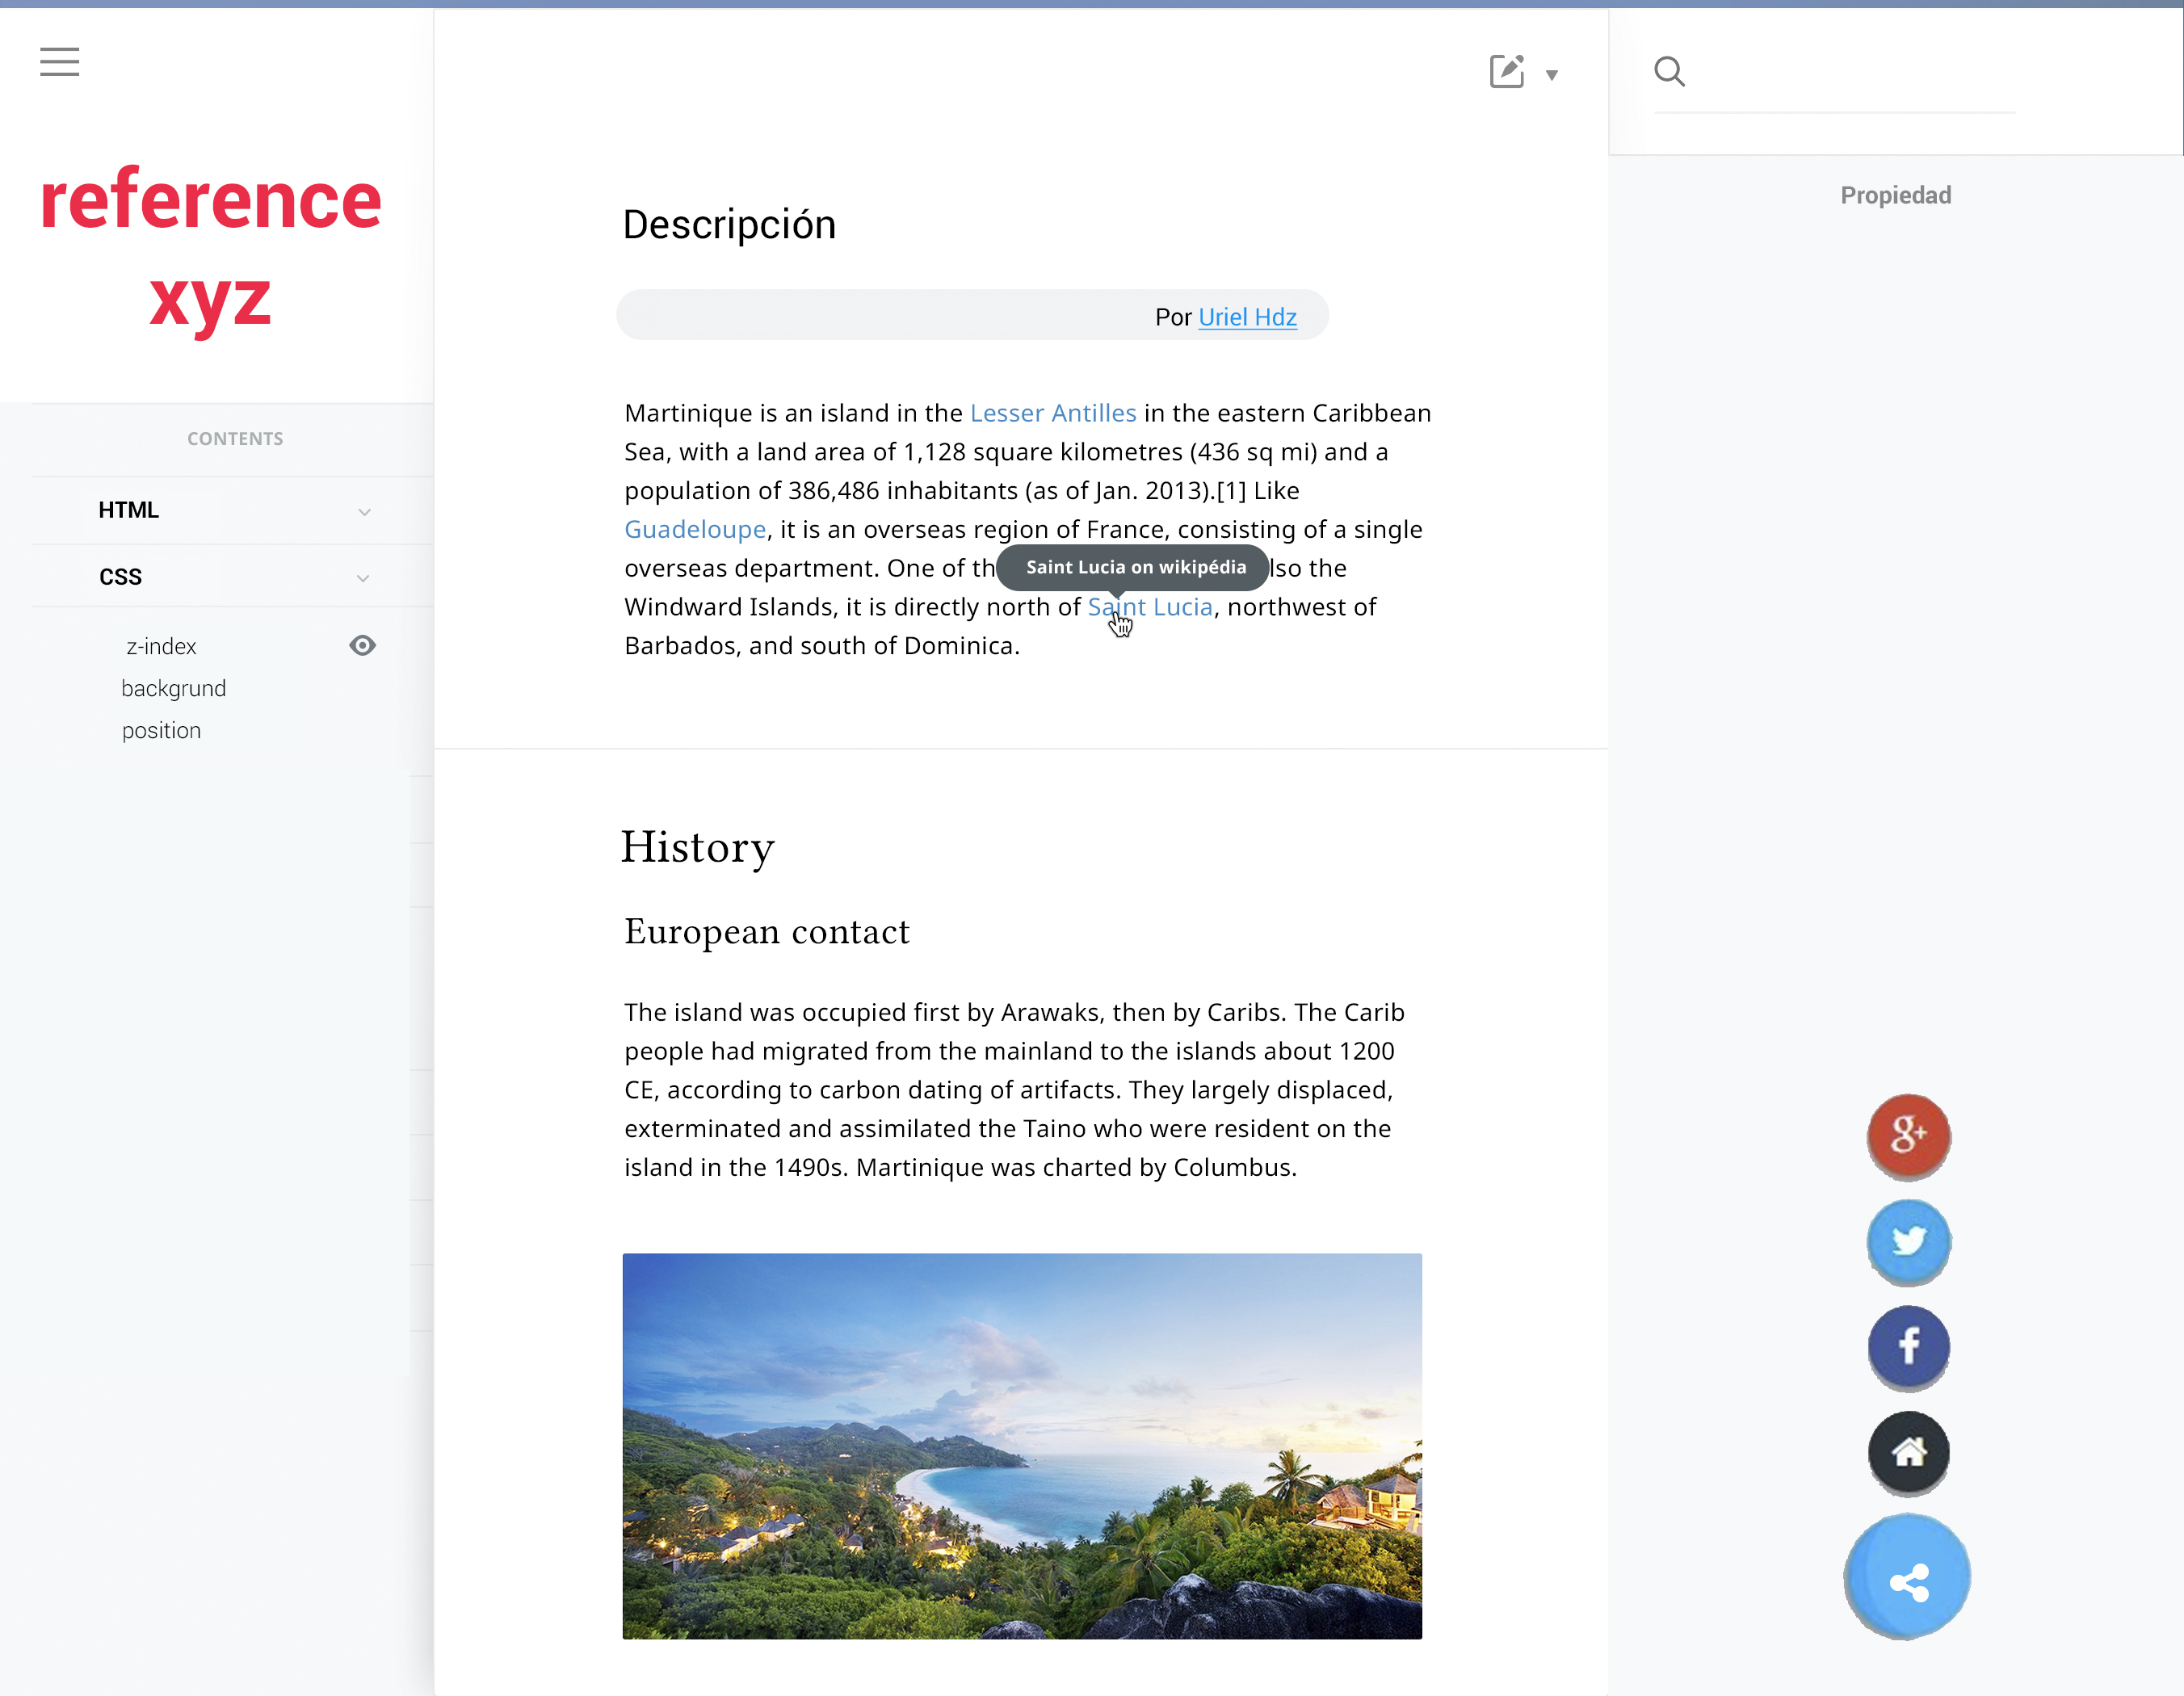 reference
xyz
CONTENTS
HTML
CSS
z-index
backgrund
position
Descripción
Por Uriel Hdz
Martinique is an island in the Lesser Antilles in the eastern Caribbean
Sea, with a land area of 1,128 square kilometres (436 sq mi) and a
population of 386,486 inhabitants (as of Jan. 2013).[1] Like
Guadeloupe, it is an overseas region of France, consisting of a single
overseas department. One of th
Saint Lucia on wikipédia
lso the
Windward Islands, it is directly north of Saint Lucia, northwest of
Barbados, and south of Dominica.
History
European contact
The island was occupied first by Arawaks, then by Caribs. The Carib
people had migrated from the mainland to the islands about 1200
CE, according to carbon dating of artifacts. They largely displaced,
exterminated and assimilated the Taino who were resident on the
island in the 1490s. Martinique was charted by Columbus.
Propiedad
g+
f